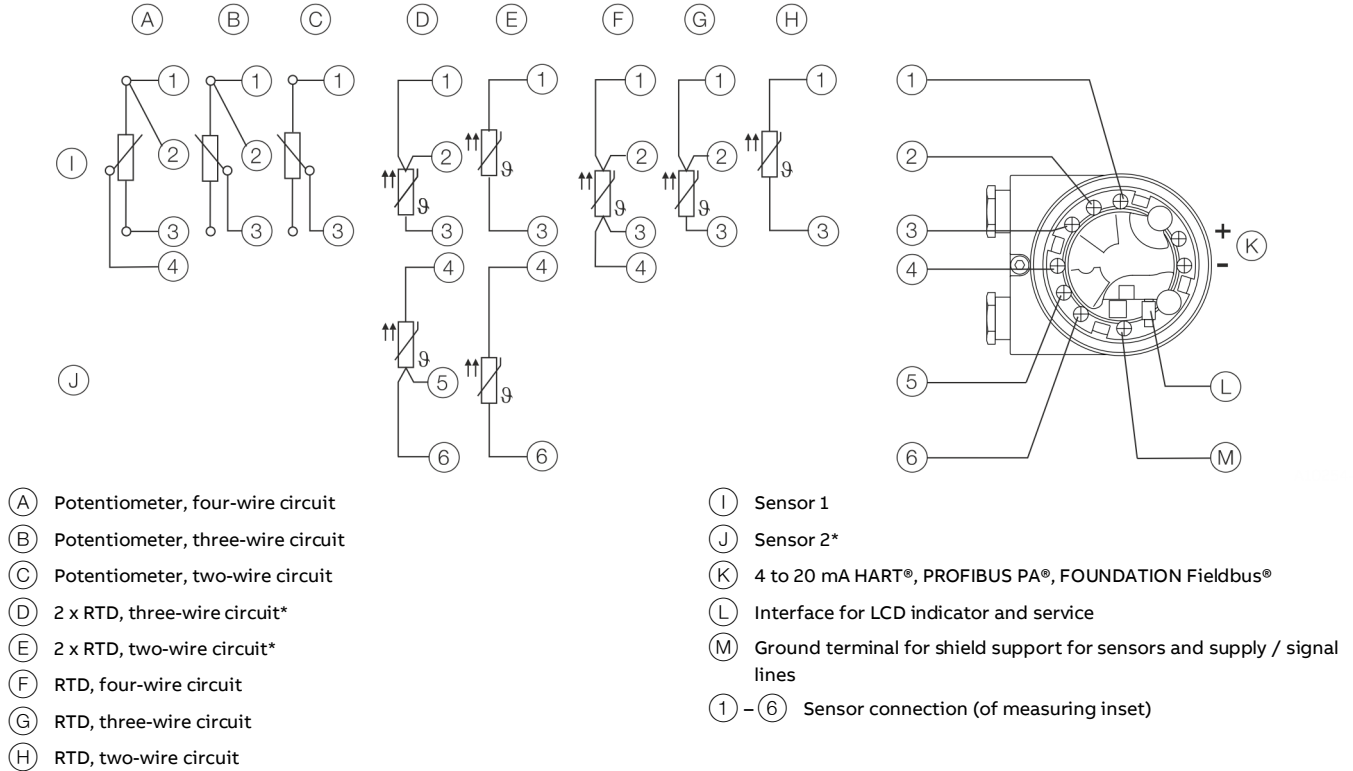 A B C D E F G H
1 1 1 1 1 1 1 1 1
2 2 2 2 2 2
I ϑ ϑ ϑ ϑ ϑ
3 3 3 3 3 3 3 3 3 + K
4 4 4 4 4 -
ϑ ϑ
J 5 5 L
6 6 6 M
A Potentiometer, four-wire circuit
B Potentiometer, three-wire circuit
C Potentiometer, two-wire circuit
D 2 x RTD, three-wire circuit*
E 2 x RTD, two-wire circuit*
F RTD, four-wire circuit
G RTD, three-wire circuit
H RTD, two-wire circuit
I Sensor 1
J Sensor 2*
K 4 to 20 mA HART®, PROFIBUS PA®, FOUNDATION Fieldbus®
L Interface for LCD indicator and service
M Ground terminal for shield support for sensors and supply / signal
lines
1 – 6 Sensor connection (of measuring inset)